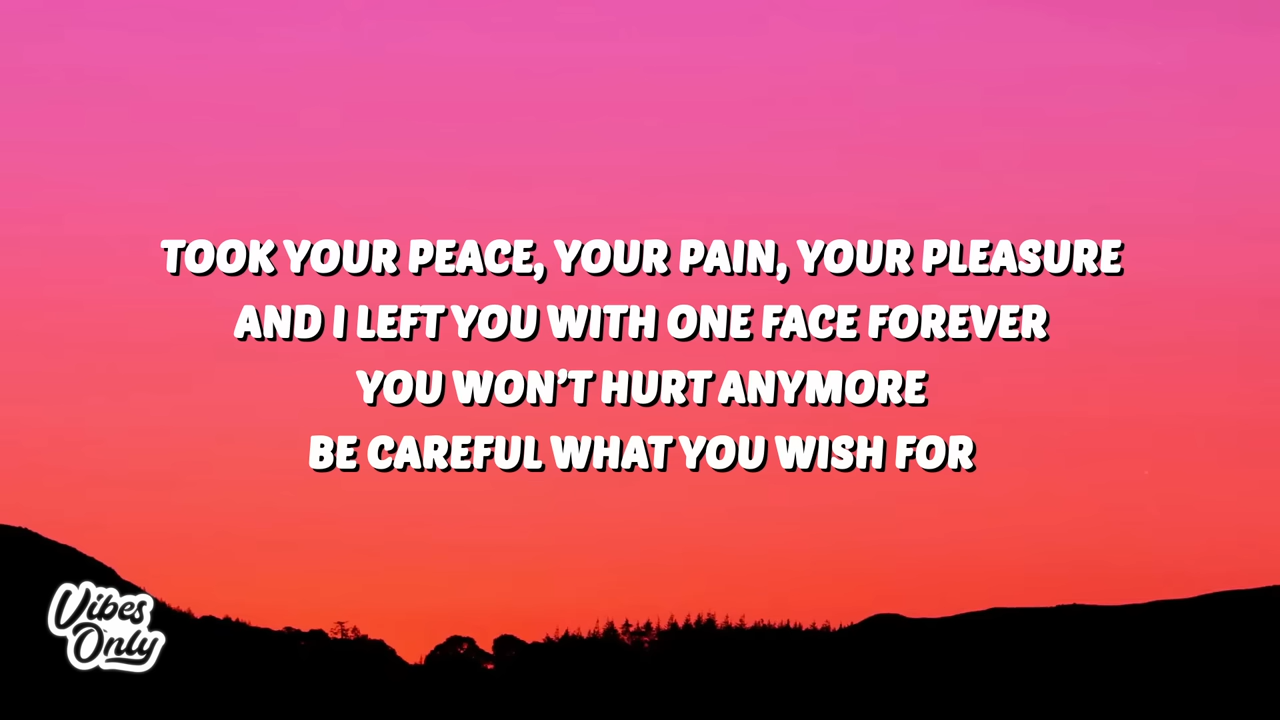 TOOK YOUR PEACE, YOUR PAIN, YOUR PLEASURE
AND I LEFT YOU WITH ONE FACE FOREVER
YOU WON’T HURT ANYMORE
BE CAREFUL WHAT YOU WISH FOR
Vibes
Only